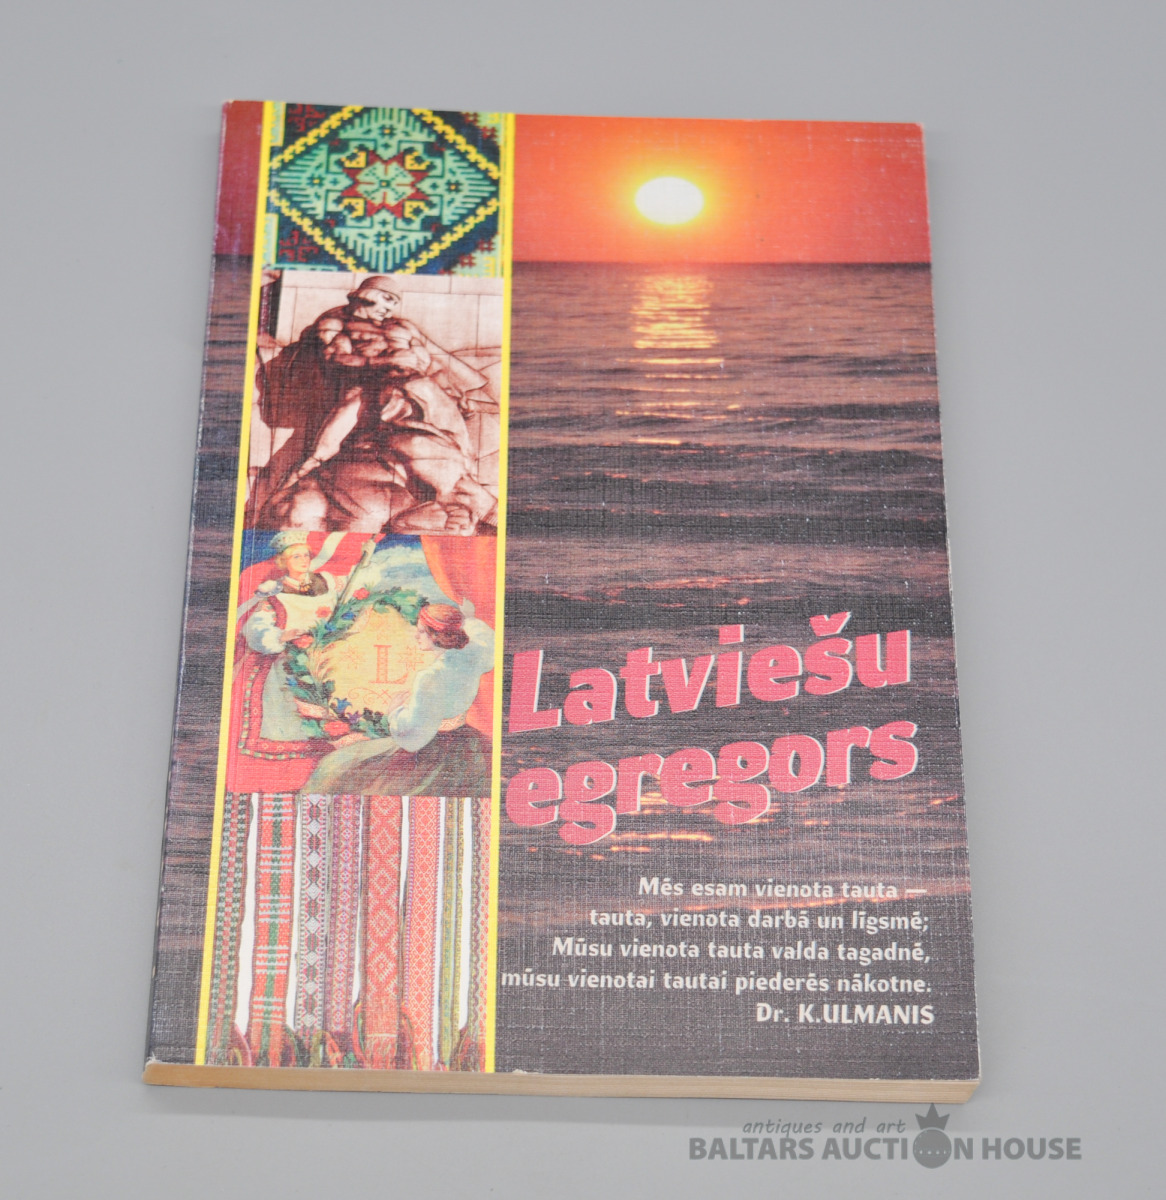 L
Latviešu
egregors
Mēs esam vienota tauta —
tauta, vienota darbā un līgsmē;
Mūsu vienota tauta valda tagadnē,
mūsu vienotai tautai piederēs nākotne.
Dr. K.ULMANIS
antiques and art
BALTARS AUCTION HOUSE